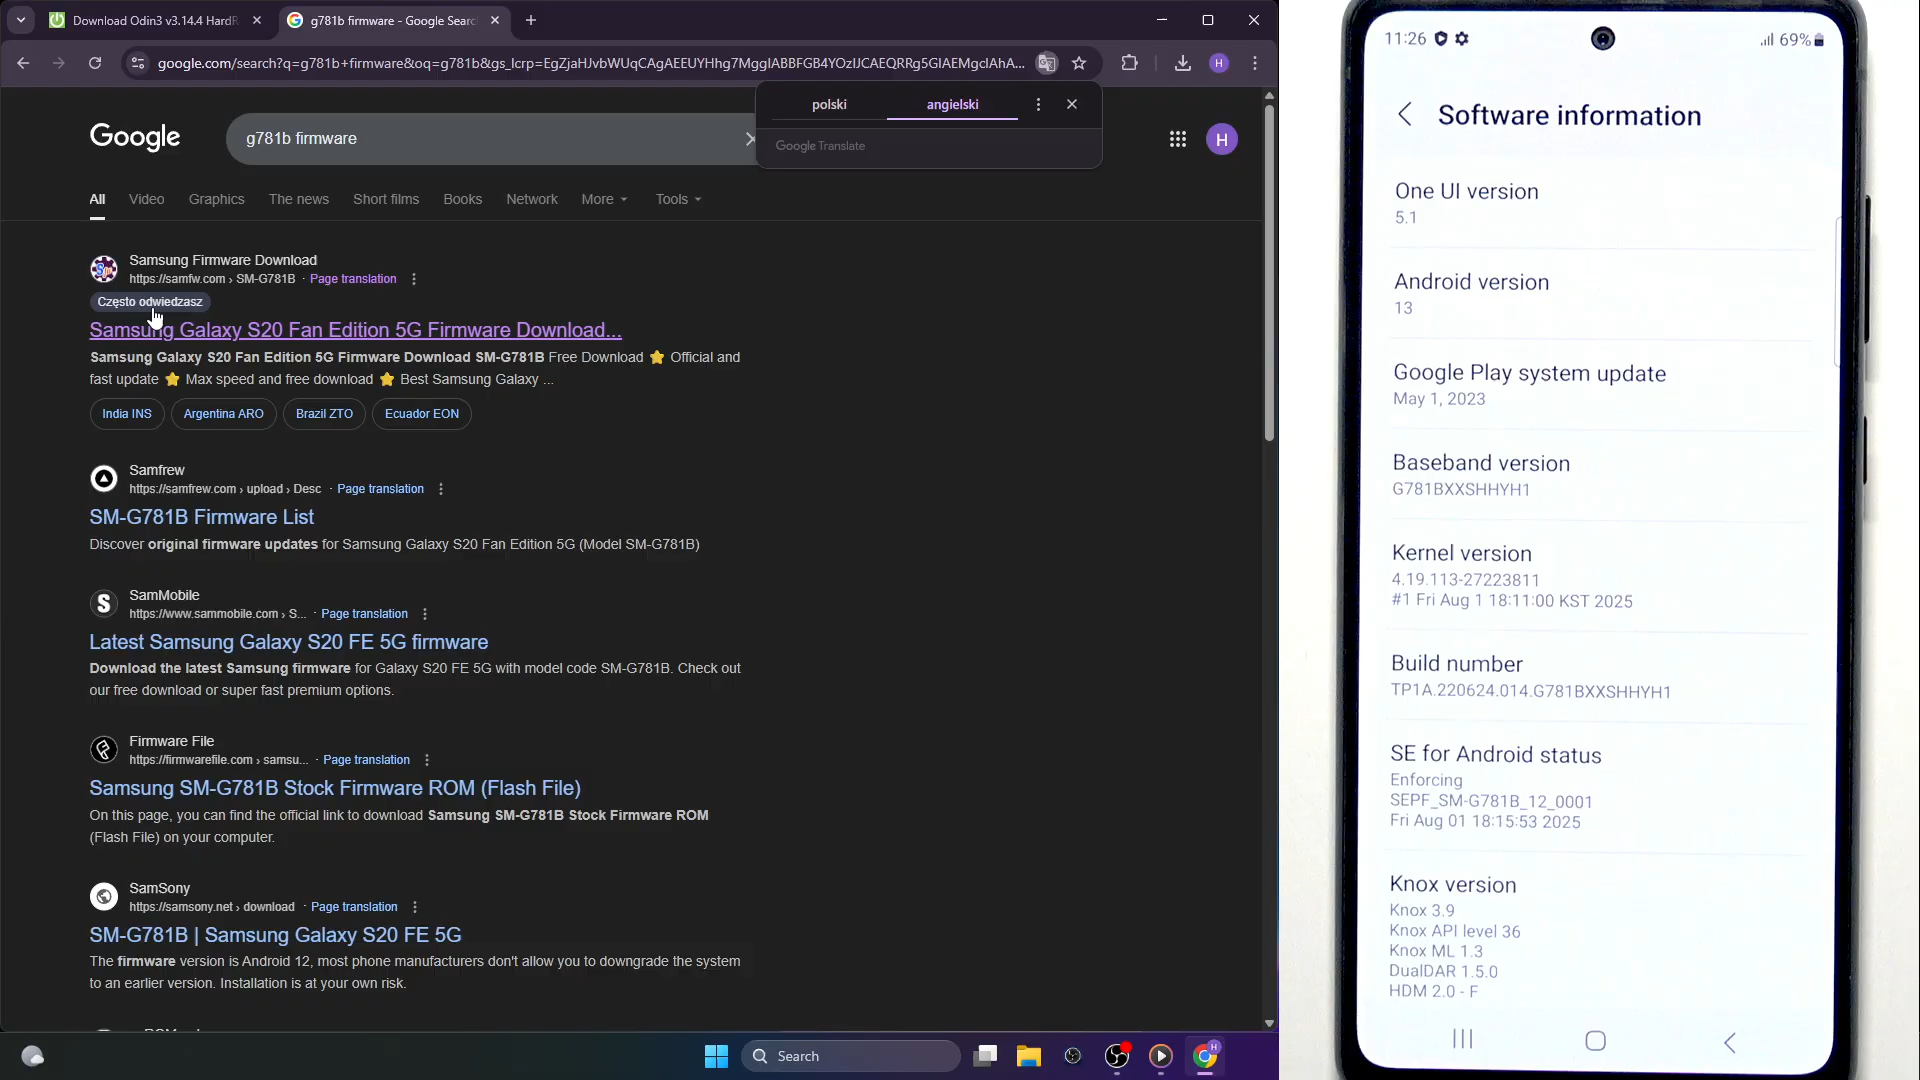 Download Odin3 v3.14.4 HardR
g781b firmware - Google Searc
google.com/search?q=g781b+firmware&oq=g781b&gs_lcrp=EgZjaHJvbWUqCAgAEEUYHhg7MggIABBFGB4YOzIJCAEQRRg5GIAEMgcIAhA...
H
polski
angielski
Google Translate
Google
g781b firmware
H
All
Video
Graphics
The news
Short films
Books
Network
More
Tools
Samsung Firmware Download
https://samfw.com › SM-G781B · Page translation
Często odwiedzasz
Samsung Galaxy S20 Fan Edition 5G Firmware Download...
Samsung Galaxy S20 Fan Edition 5G Firmware Download SM-G781B Free Download ⭐ Official and
fast update ⭐ Max speed and free download ⭐ Best Samsung Galaxy ...
India INS
Argentina ARO
Brazil ZTO
Ecuador EON
Samfrew
https://samfrew.com › upload › Desc · Page translation
SM-G781B Firmware List
Discover original firmware updates for Samsung Galaxy S20 Fan Edition 5G (Model SM-G781B)
SamMobile
https://www.sammobile.com › S... · Page translation
Latest Samsung Galaxy S20 FE 5G firmware
Download the latest Samsung firmware for Galaxy S20 FE 5G with model code SM-G781B. Check out
our free download or super fast premium options.
Firmware File
https://firmwarefile.com › samsu... · Page translation
Samsung SM-G781B Stock Firmware ROM (Flash File)
On this page, you can find the official link to download Samsung SM-G781B Stock Firmware ROM
(Flash File) on your computer.
SamSony
https://samsony.net › download · Page translation
SM-G781B | Samsung Galaxy S20 FE 5G
The firmware version is Android 12, most phone manufacturers don't allow you to downgrade the system
to an earlier version. Installation is at your own risk.
Search
11:26
69%
Software information
One UI version
5.1
Android version
13
Google Play system update
May 1, 2023
Baseband version
G781BXXSHHYH1
Kernel version
4.19.113-27223811
#1 Fri Aug 1 18:11:00 KST 2025
Build number
TP1A.220624.014.G781BXXSHHYH1
SE for Android status
Enforcing
SEPF_SM-G781B_12_0001
Fri Aug 01 18:15:53 2025
Knox version
Knox 3.9
Knox API level 36
Knox ML 1.3
DualDAR 1.5.0
HDM 2.0 - F